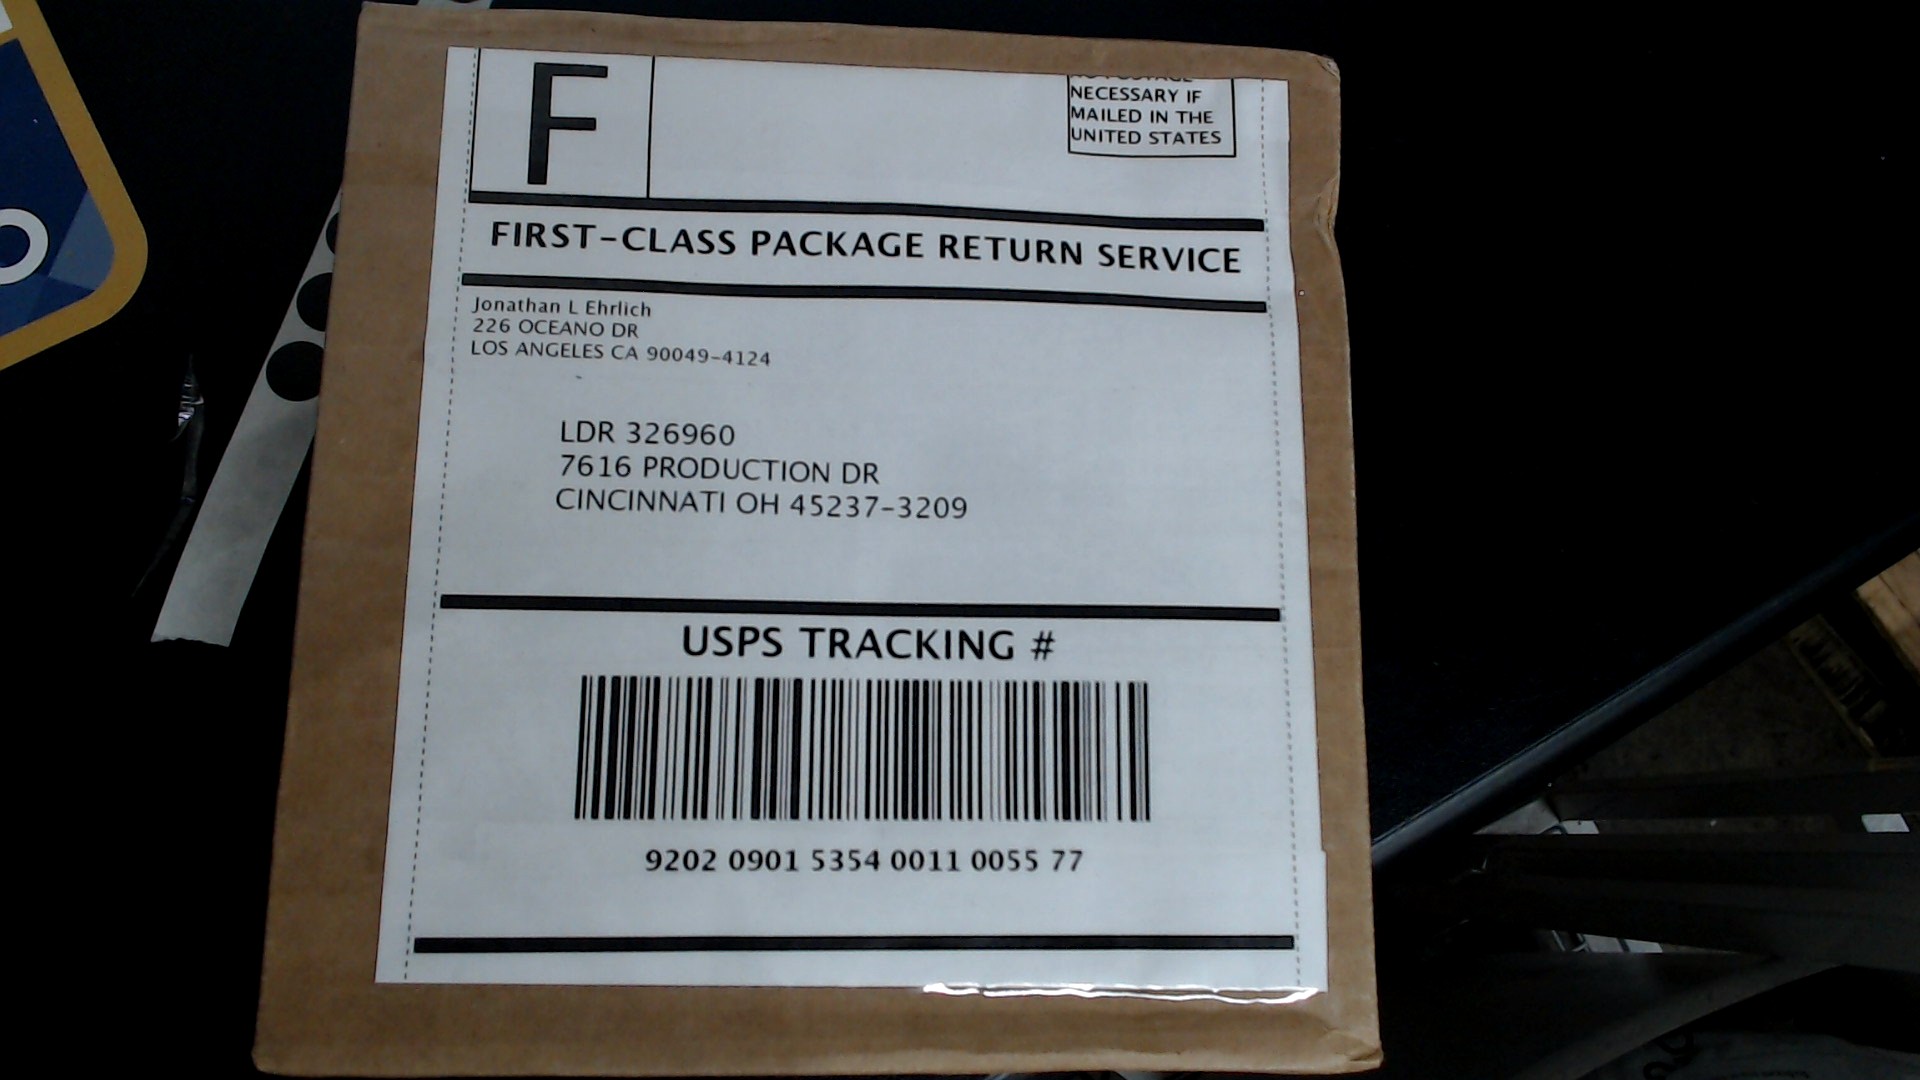 F
POSTAGE
NECESSARY IF
MAILED IN THE
UNITED STATES
FIRST-CLASS PACKAGE RETURN SERVICE
Jonathan L Ehrlich
226 OCEANO DR
LOS ANGELES CA 90049-4124
LDR 326960
7616 PRODUCTION DR
CINCINNATI OH 45237-3209
USPS TRACKING #
9202 0901 5354 0011 0055 77